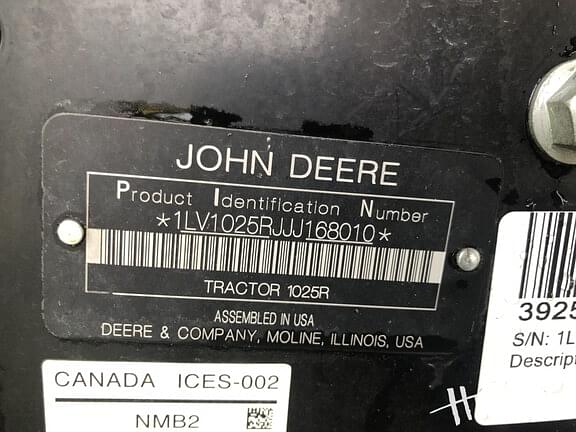 JOHN DEERE
Product Identification Number
*1LV1025RJJJ168010*
TRACTOR 1025R
ASSEMBLED IN USA
DEERE & COMPANY, MOLINE, ILLINOIS, USA
CANADA ICES-002
NMB2
3925
S/N: 1L
Descript